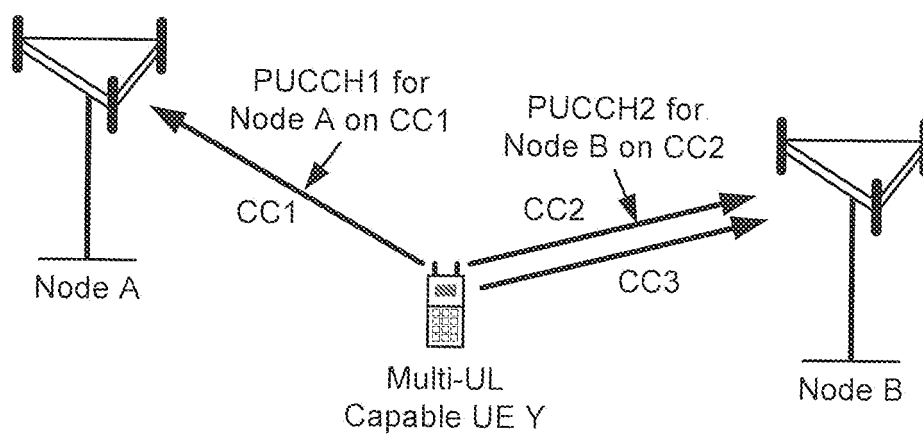 PUCCH1 for
Node A on CC1
PUCCH2 for
Node B on CC2
CC1
CC2
CC3
Node A
Multi-UL
Capable UE Y
Node B